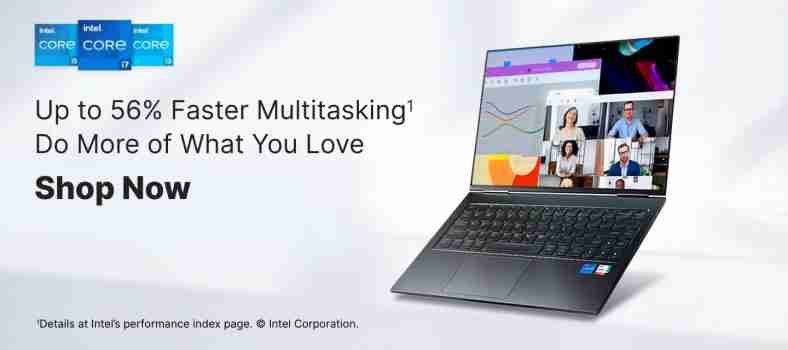 intel.
CORE
i5
intel.
CORE
i7
intel.
CORE
i3
Up to 56% Faster Multitasking¹
Do More of What You Love
Shop Now
¹Details at Intel's performance index page. © Intel Corporation.